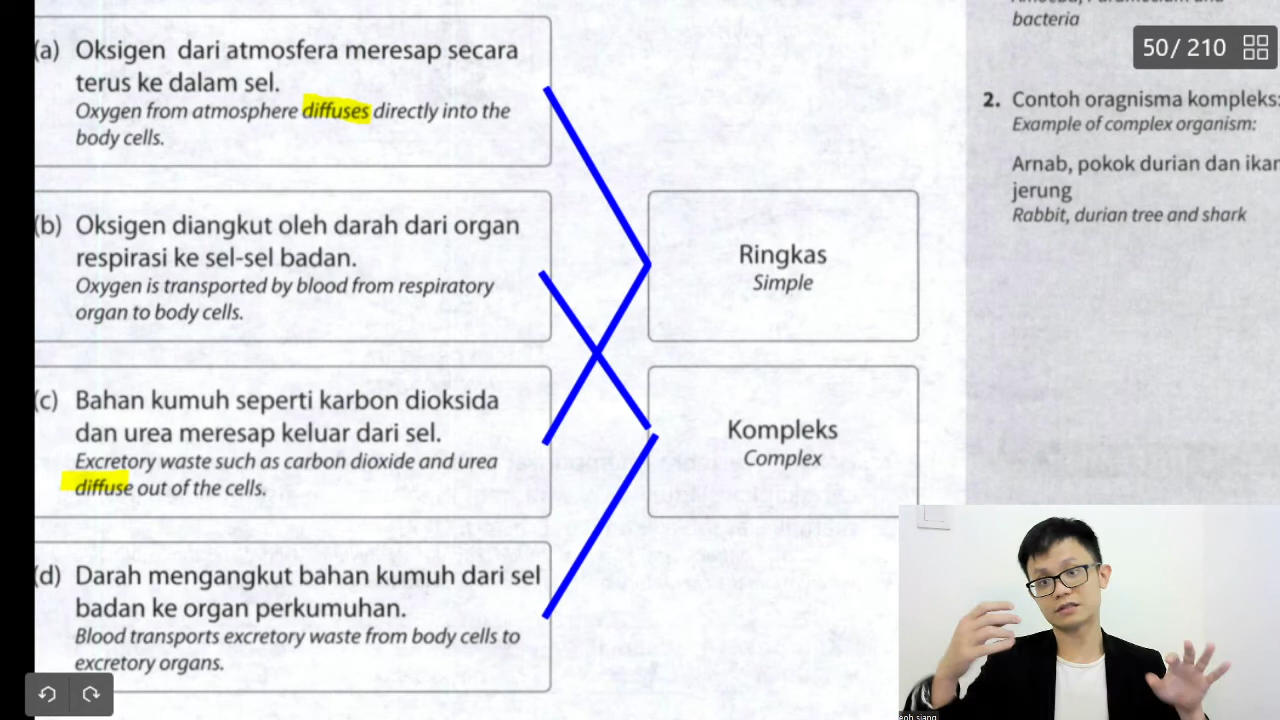 (a) Oksigen dari atmosfera meresap secara
terus ke dalam sel.
Oxygen from atmosphere diffuses directly into the
body cells.
(b) Oksigen diangkut oleh darah dari organ
respirasi ke sel-sel badan.
Oxygen is transported by blood from respiratory
organ to body cells.
(c) Bahan kumuh seperti karbon dioksida
dan urea meresap keluar dari sel.
Excretory waste such as carbon dioxide and urea
diffuse out of the cells.
(d) Darah mengangkut bahan kumuh dari sel
badan ke organ perkumuhan.
Blood transports excretory waste from body cells to
excretory organs.
Ringkas
Simple
Kompleks
Complex
bacteria
50/ 210
2. Contoh oragnisma kompleks:
Example of complex organism:
Arnab, pokok durian dan ikan
jerung
Rabbit, durian tree and shark
siang